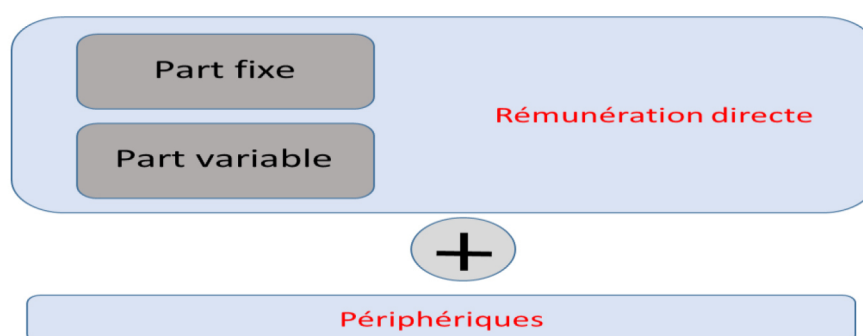 Part fixe
Rémunération directe
Part variable
+
Périphériques